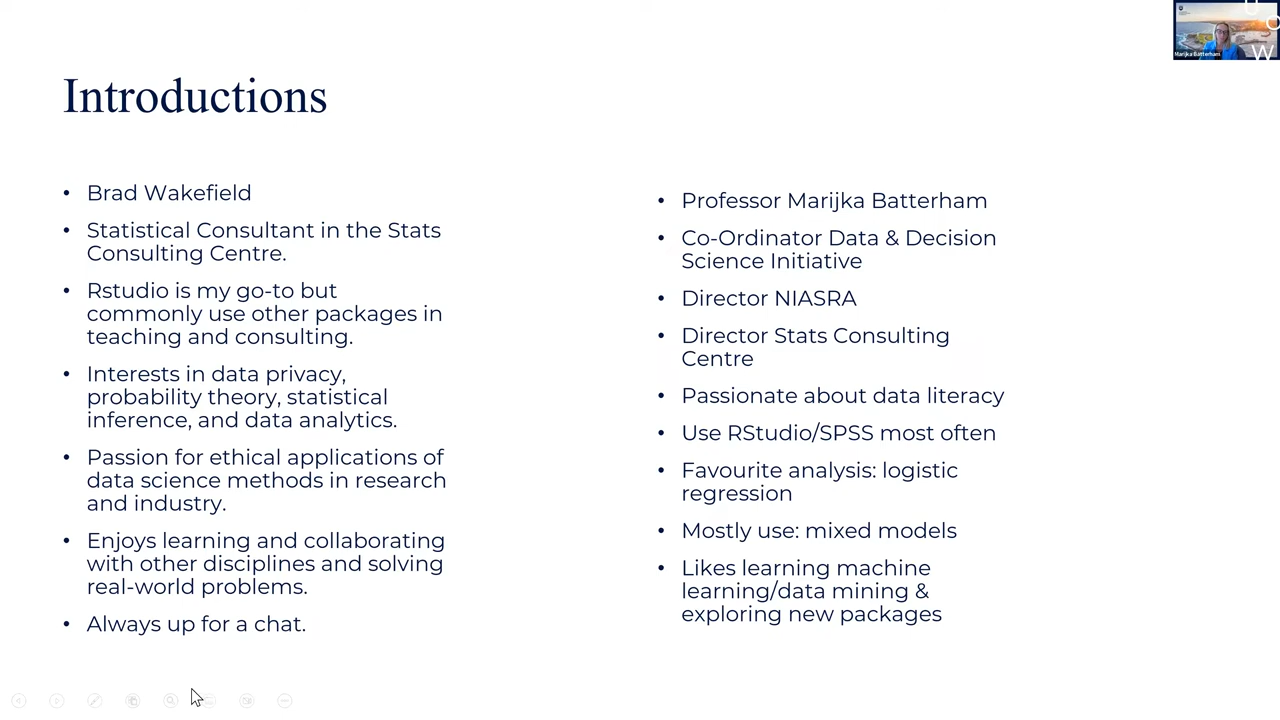 Introductions
• Brad Wakefield
• Statistical Consultant in the Stats
Consulting Centre.
• Rstudio is my go-to but
commonly use other packages in
teaching and consulting.
• Interests in data privacy,
probability theory, statistical
inference, and data analytics.
• Passion for ethical applications of
data science methods in research
and industry.
• Enjoys learning and collaborating
with other disciplines and solving
real-world problems.
• Always up for a chat.
• Professor Marijka Batterham
• Co-Ordinator Data & Decision
Science Initiative
• Director NIASRA
• Director Stats Consulting
Centre
• Passionate about data literacy
• Use RStudio/SPSS most often
• Favourite analysis: logistic
regression
• Mostly use: mixed models
• Likes learning machine
learning/data mining &
exploring new packages
Marijka Batterham
U
O
W